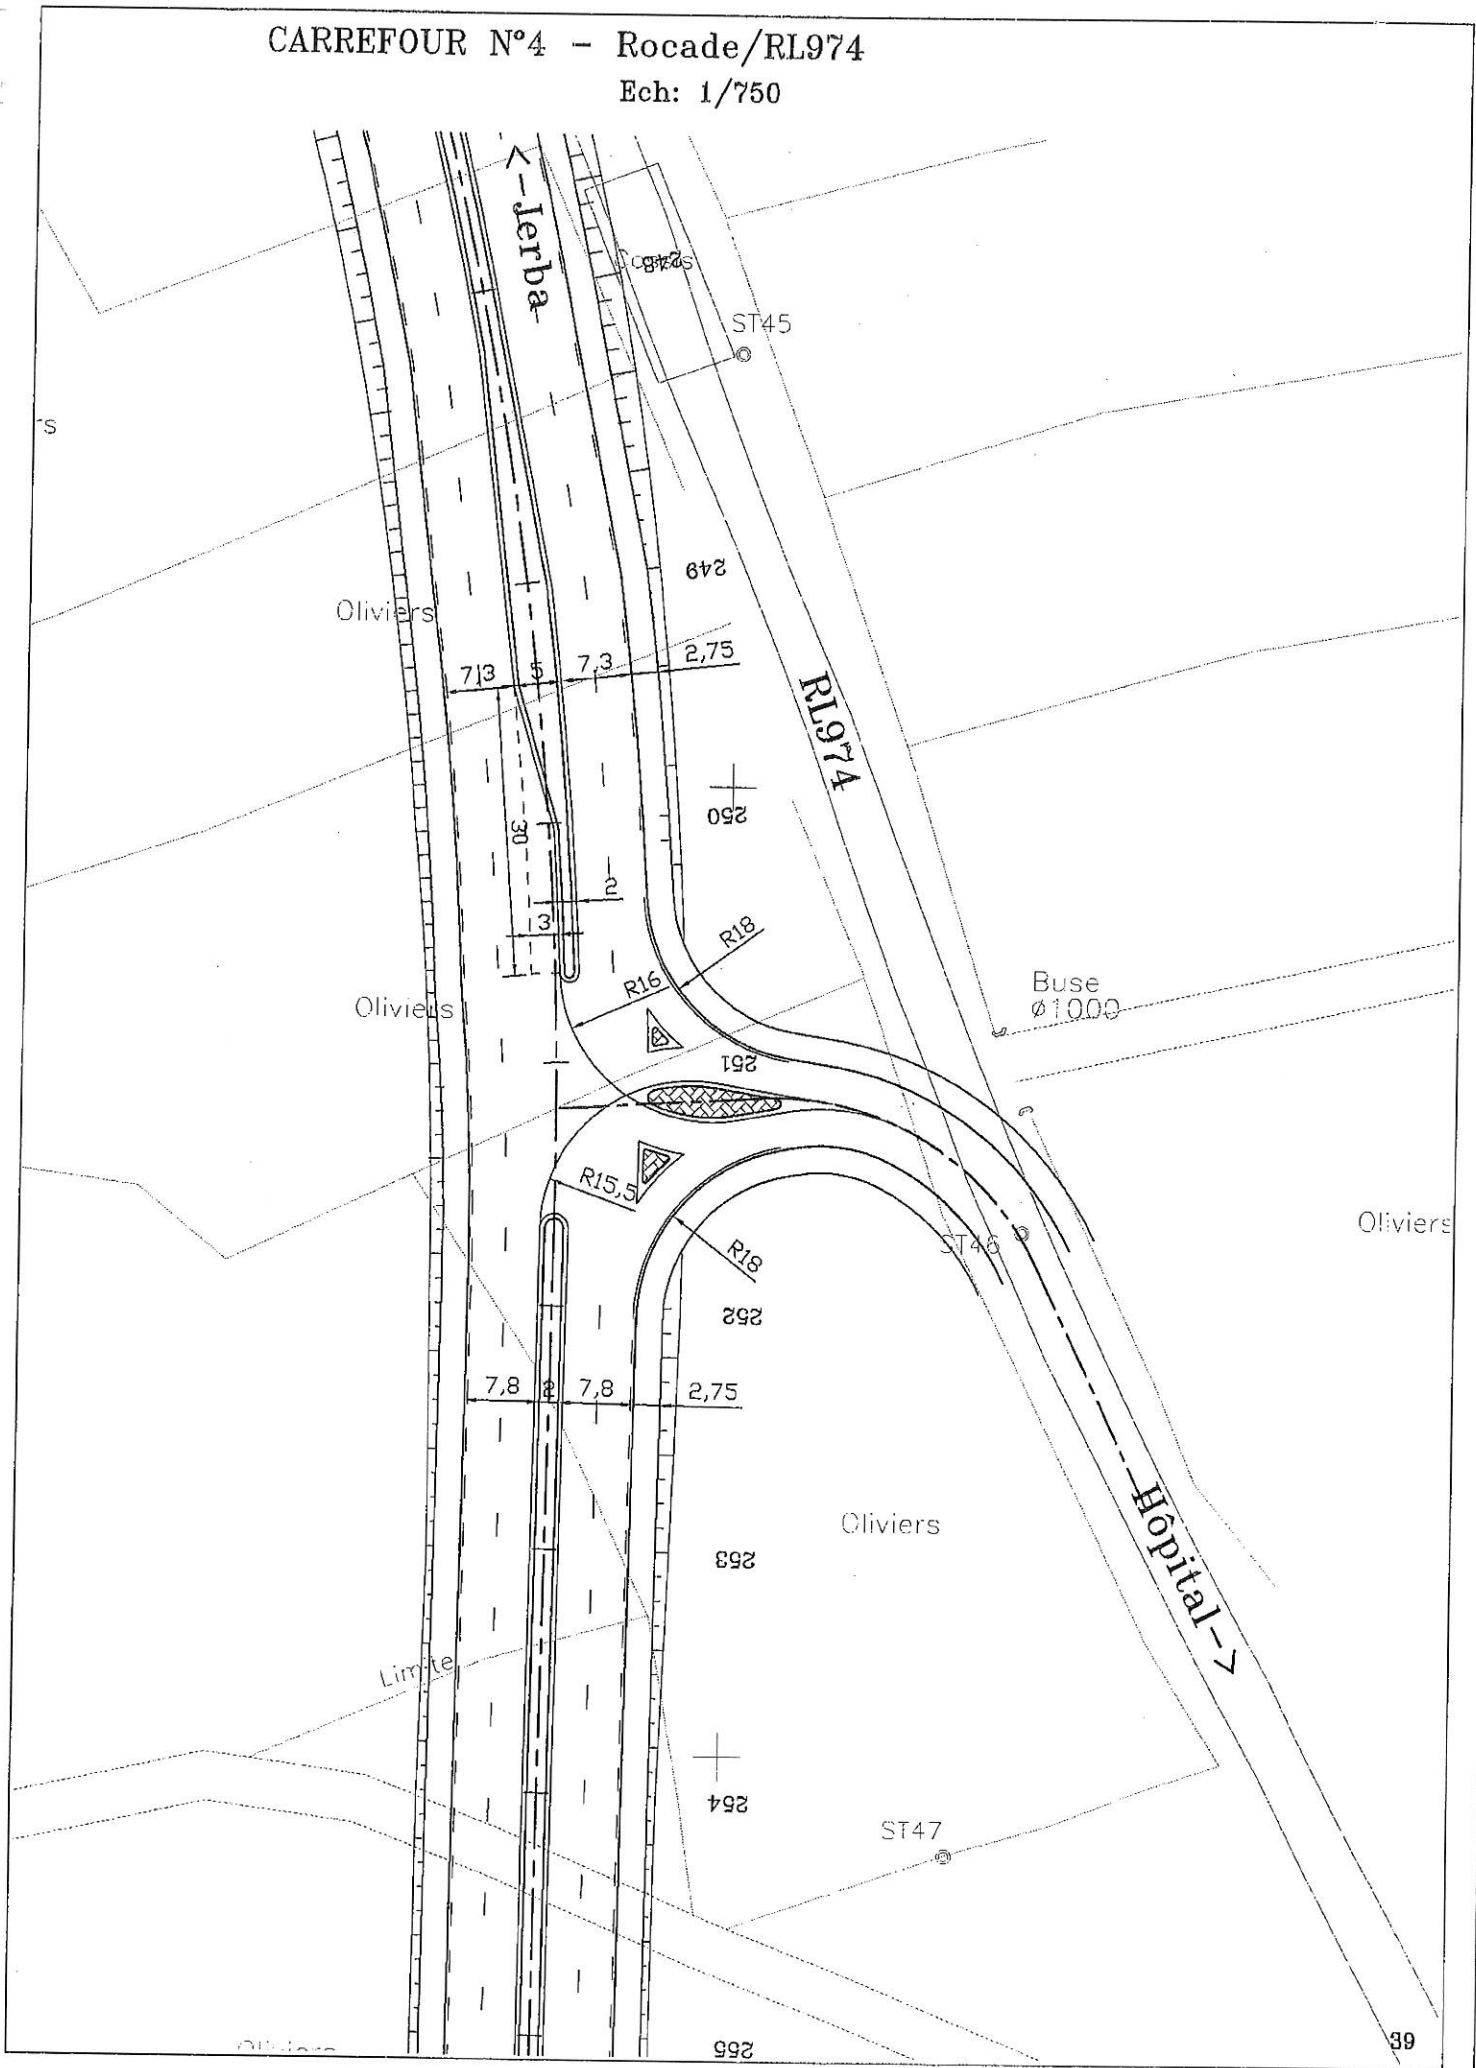 CARREFOUR N°4 - Rocade/RL974
Ech: 1/750
<-Jerba
248
ST45
249
Oliviers
7,3
5
7,3
2,75
RL974
250
30
2
3
R18
R16
Oliviers
Buse
ø1000
251
R15,5
R18
ST46
Oliviers
252
7,8
2
7,8
2,75
Oliviers
253
Hôpital->
Limite
254
ST47
255
39